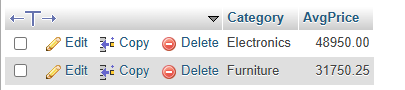 Category AvgPrice
Edit Copy Delete Electronics 48950.00
Edit Copy Delete Furniture 31750.25